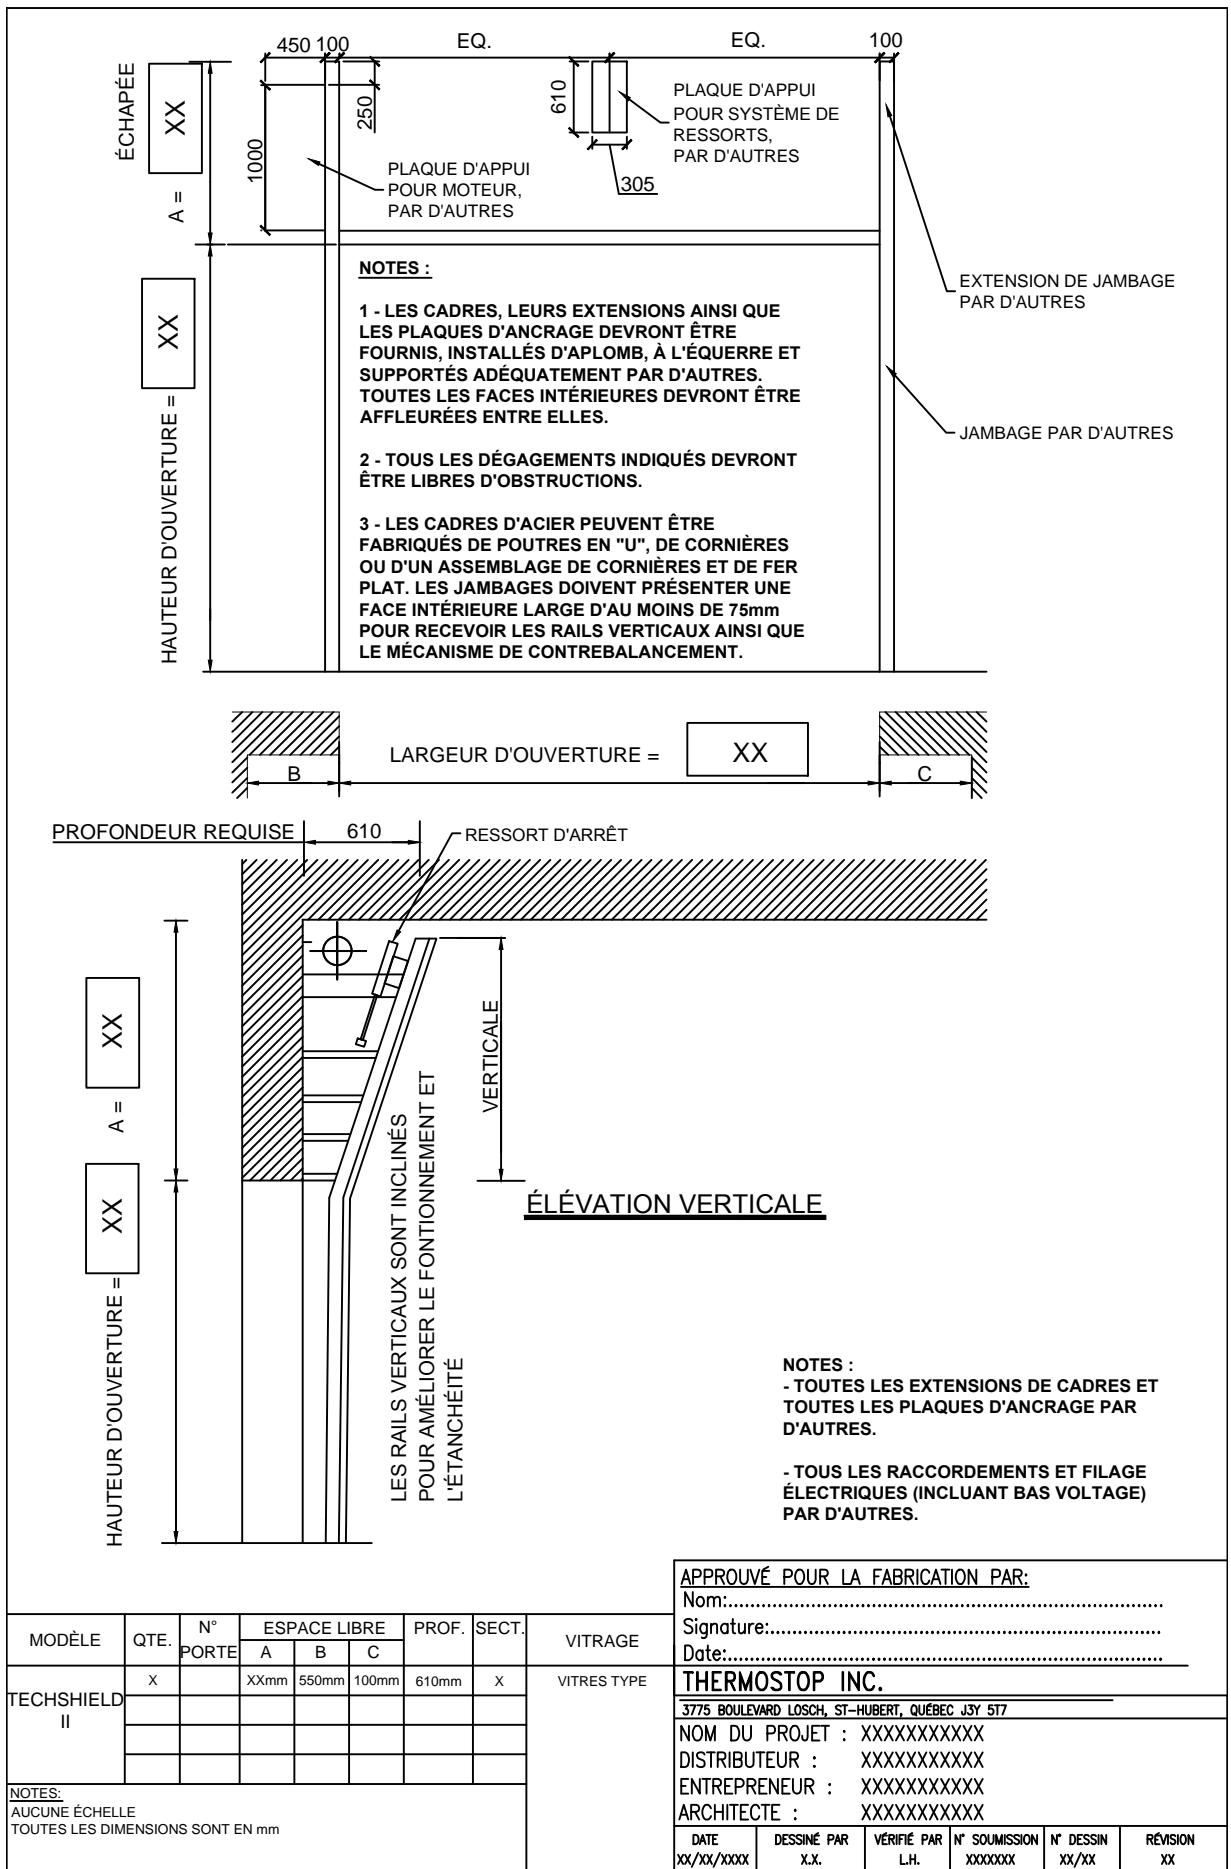 450 100
EQ.
EQ.
100
ÉCHAPÉE
A =
XX
1000
250
610
305
PLAQUE D'APPUI
POUR SYSTÈME DE
RESSORTS,
PAR D'AUTRES
PLAQUE D'APPUI
POUR MOTEUR,
PAR D'AUTRES
EXTENSION DE JAMBAGE
PAR D'AUTRES
JAMBAGE PAR D'AUTRES
HAUTEUR D'OUVERTURE =
XX
NOTES :
1 - LES CADRES, LEURS EXTENSIONS AINSI QUE
LES PLAQUES D'ANCRAGE DEVRONT ÊTRE
FOURNIS, INSTALLÉS D'APLOMB, À L'ÉQUERRE ET
SUPPORTÉS ADÉQUATEMENT PAR D'AUTRES.
TOUTES LES FACES INTÉRIEURES DEVRONT ÊTRE
AFFLEURÉES ENTRE ELLES.
2 - TOUS LES DÉGAGEMENTS INDIQUÉS DEVRONT
ÊTRE LIBRES D'OBSTRUCTIONS.
3 - LES CADRES D'ACIER PEUVENT ÊTRE
FABRIQUÉS DE POUTRES EN "U", DE CORNIÈRES
OU D'UN ASSEMBLAGE DE CORNIÈRES ET DE FER
PLAT. LES JAMBAGES DOIVENT PRÉSENTER UNE
FACE INTÉRIEURE LARGE D'AU MOINS DE 75mm
POUR RECEVOIR LES RAILS VERTICAUX AINSI QUE
LE MÉCANISME DE CONTREBALANCEMENT.
LARGEUR D'OUVERTURE = XX
B
C
PROFONDEUR REQUISE
610
RESSORT D'ARRÊT
A =
XX
HAUTEUR D'OUVERTURE =
XX
VERTICALE
LES RAILS VERTICAUX SONT INCLINÉS
POUR AMÉLIORER LE FONTIONNEMENT ET
L'ÉTANCHÉITÉ
ÉLÉVATION VERTICALE
NOTES :
- TOUTES LES EXTENSIONS DE CADRES ET
TOUTES LES PLAQUES D'ANCRAGE PAR
D'AUTRES.
- TOUS LES RACCORDEMENTS ET FILAGE
ÉLECTRIQUES (INCLUANT BAS VOLTAGE)
PAR D'AUTRES.
MODÈLE QTE. N° PORTE ESPACE LIBRE PROF. SECT. VITRAGE
A B C
TECHSHIELD II X XXmm 550mm 100mm 610mm X VITRES TYPE
NOTES:
AUCUNE ÉCHELLE
TOUTES LES DIMENSIONS SONT EN mm
APPROUVÉ POUR LA FABRICATION PAR:
Nom:
Signature:
Date:
THERMOSTOP INC.
3775 BOULEVARD LOSCH, ST-HUBERT, QUÉBEC J3Y 5T7
NOM DU PROJET : XXXXXXXXXXX
DISTRIBUTEUR : XXXXXXXXXXX
ENTREPRENEUR : XXXXXXXXXXX
ARCHITECTE : XXXXXXXXXXX
DATE DESSINÉ PAR VÉRIFIÉ PAR N° SOUMISSION N° DESSIN RÉVISION
XX/XX/XXXX X.X. L.H. XXXXXXX XX/XX XX